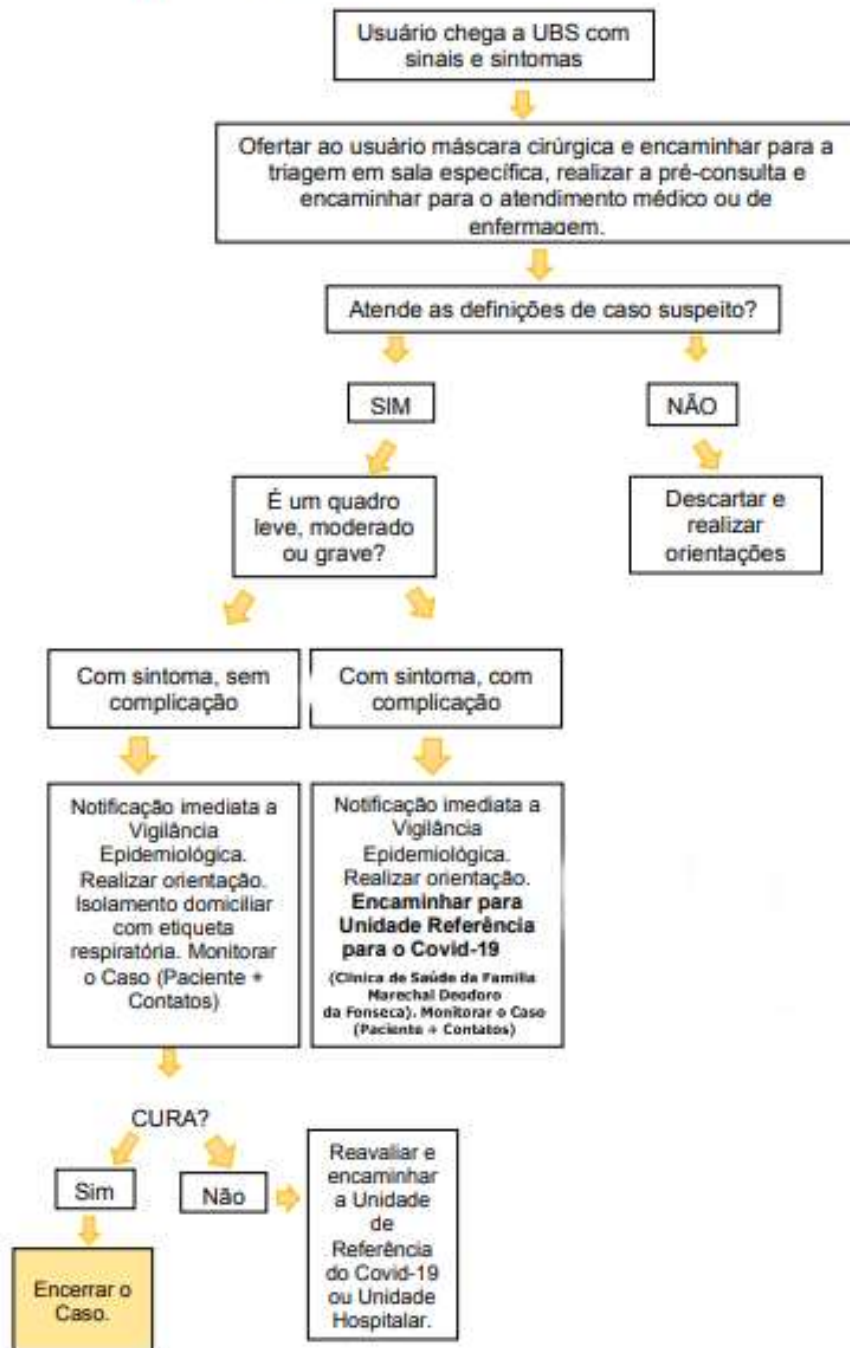 Usuário chega a UBS com
sinais e sintomas
Ofertar ao usuário máscara cirúrgica e encaminhar para a
triagem em sala específica, realizar a pré-consulta e
encaminhar para o atendimento médico ou de
enfermagem.
Atende as definições de caso suspeito?
SIM
NÃO
É um quadro
leve, moderado
ou grave?
Descartar e
realizar
orientações
Com sintoma, sem
complicação
Com sintoma, com
complicação
Notificação imediata a
Vigilância
Epidemiológica.
Realizar orientação.
Isolamento domiciliar
com etiqueta
respiratória. Monitorar
o Caso (Paciente +
Contatos)
Notificação imediata a
Vigilância
Epidemiológica.
Realizar orientação.
Encaminhar para
Unidade Referência
para o Covid-19
(Clinica de Saúde da Familia
Marechal Deodoro
da Fonseca). Monitorar o Caso
(Paciente + Contatos)
CURA?
Sim
Não
Reavaliar e
encaminhar
a Unidade
de
Referência
do Covid-19
ou Unidade
Hospitalar.
Encerrar o
Caso.